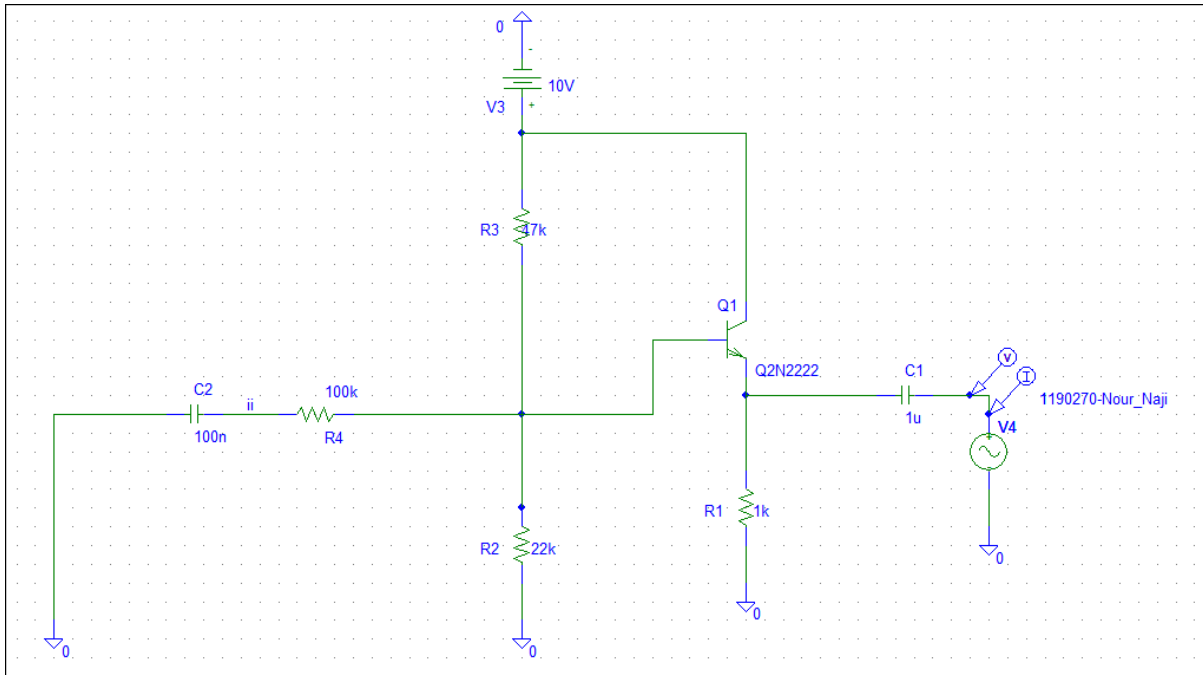 0
-
10V
V3
+
R3 47k
Q1
Q2N2222
C2
100n
ii
100k
R4
C1
1u
V
I
1190270-Nour_Naji
V4
+
-
R1 1k
R2 22k
0
0
0
0